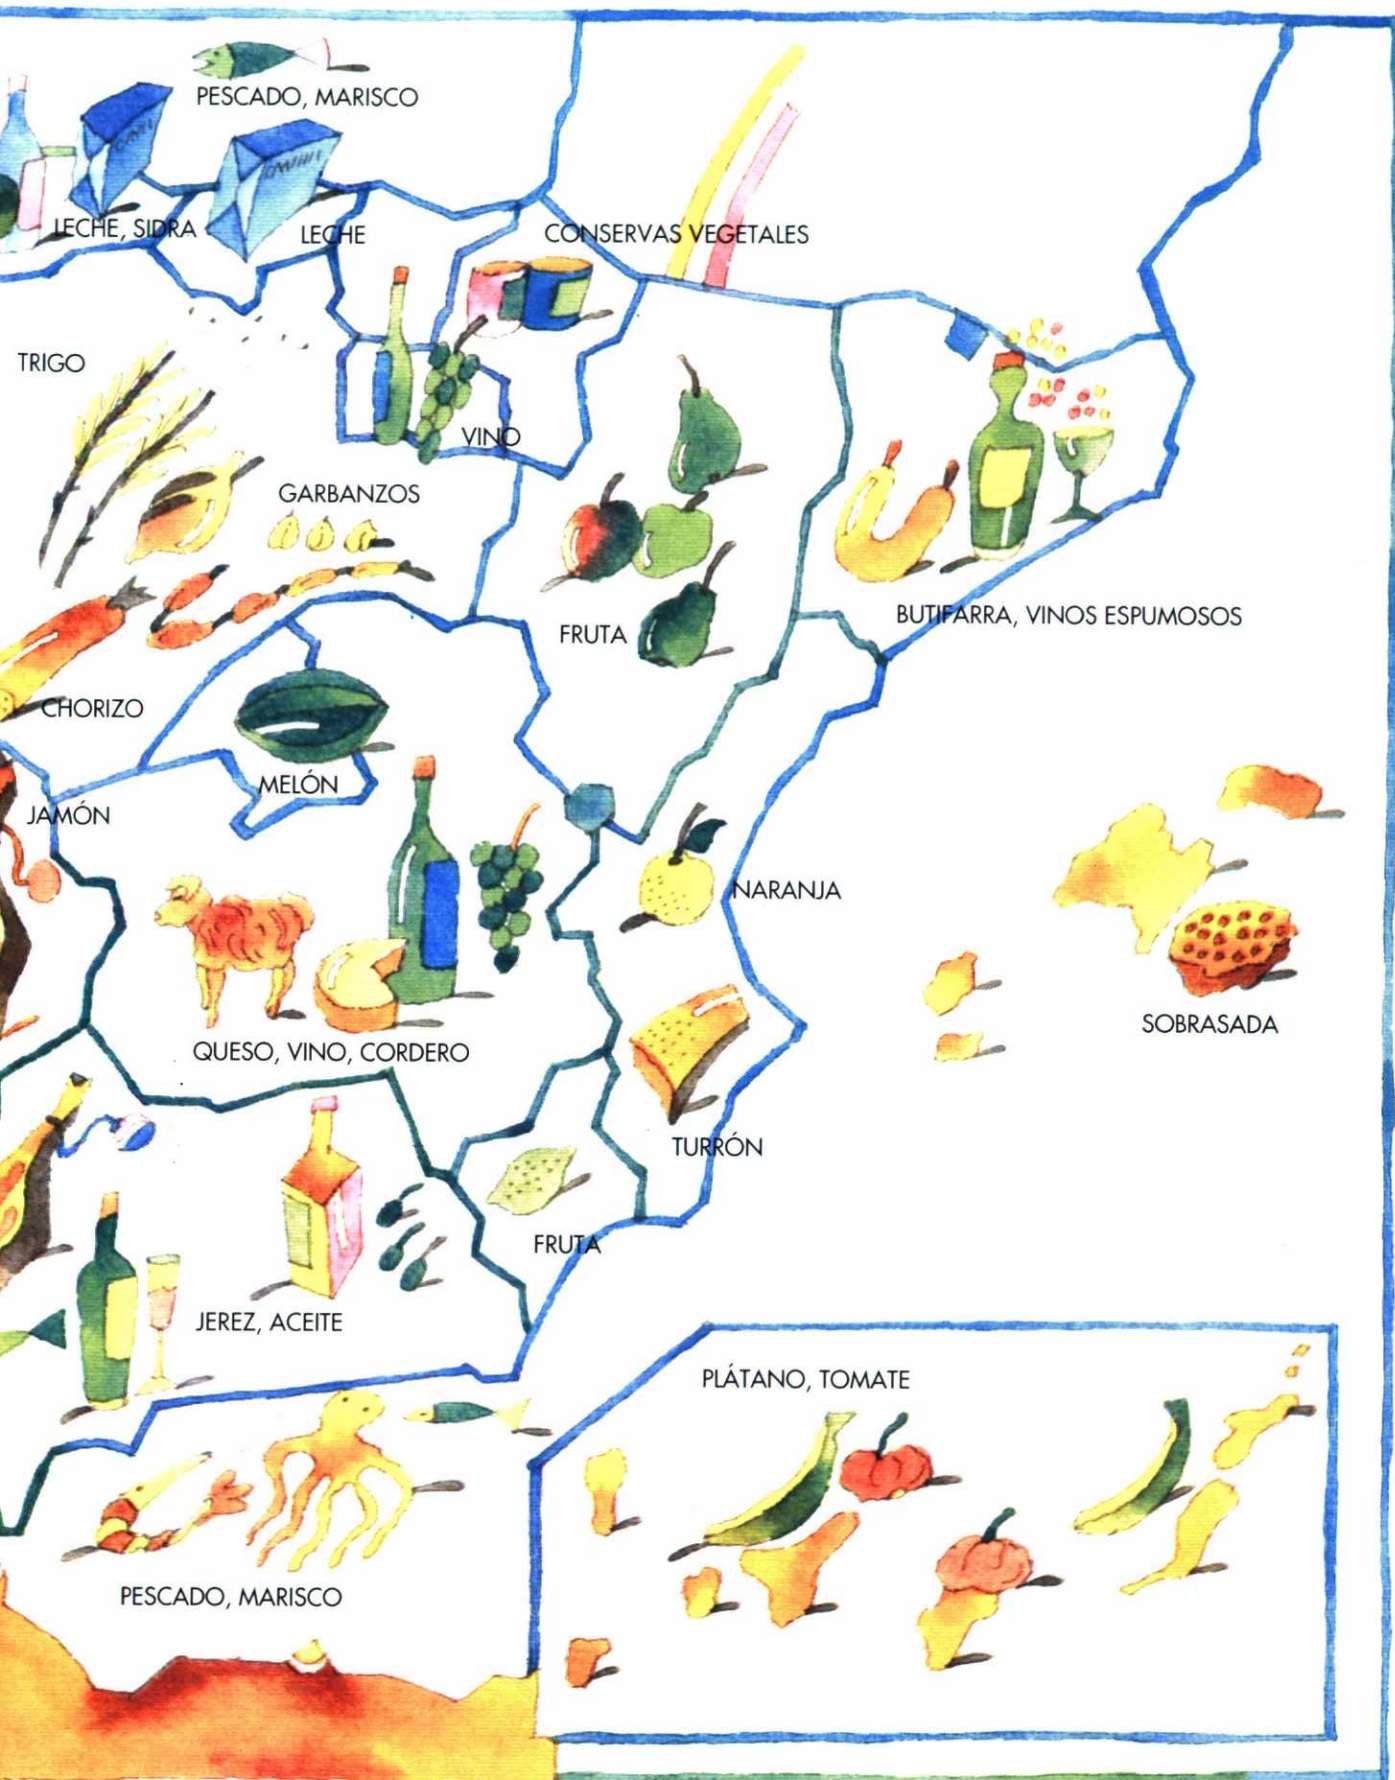 PESCADO, MARISCO
LECHE, SIDRA
LECHE
CONSERVAS VEGETALES
TRIGO
VINO
GARBANZOS
FRUTA
BUTIFARRA, VINOS ESPUMOSOS
CHORIZO
MELÓN
JAMÓN
NARANJA
SOBRASADA
QUESO, VINO, CORDERO
TURRÓN
FRUTA
JEREZ, ACEITE
PLÁTANO, TOMATE
PESCADO, MARISCO